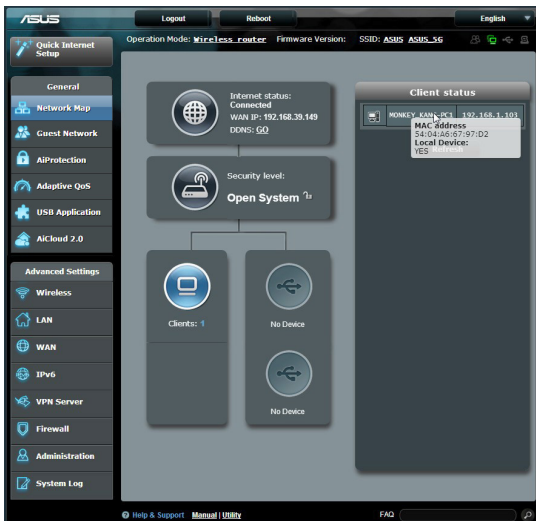 ASUS
Logout
Reboot
English
Quick Internet
Setup
Operation Mode: Wireless router Firmware Version: SSID: ASUS ASUS_5G
General
Network Map
Guest Network
AiProtection
Adaptive QoS
USB Application
AiCloud 2.0
Advanced Settings
Wireless
LAN
WAN
IPv6
VPN Server
Firewall
Administration
System Log
Internet status:
Connected
WAN IP: 192.168.39.149
DDNS: GO
Security level:
Open System
Clients: 1
No Device
No Device
Client status
MONKEY_KANG-PC1 192.168.1.103
MAC address
54:04:A6:67:97:D2
Local Device:
YES
Refresh
Help & Support Manual | Utility FAQ